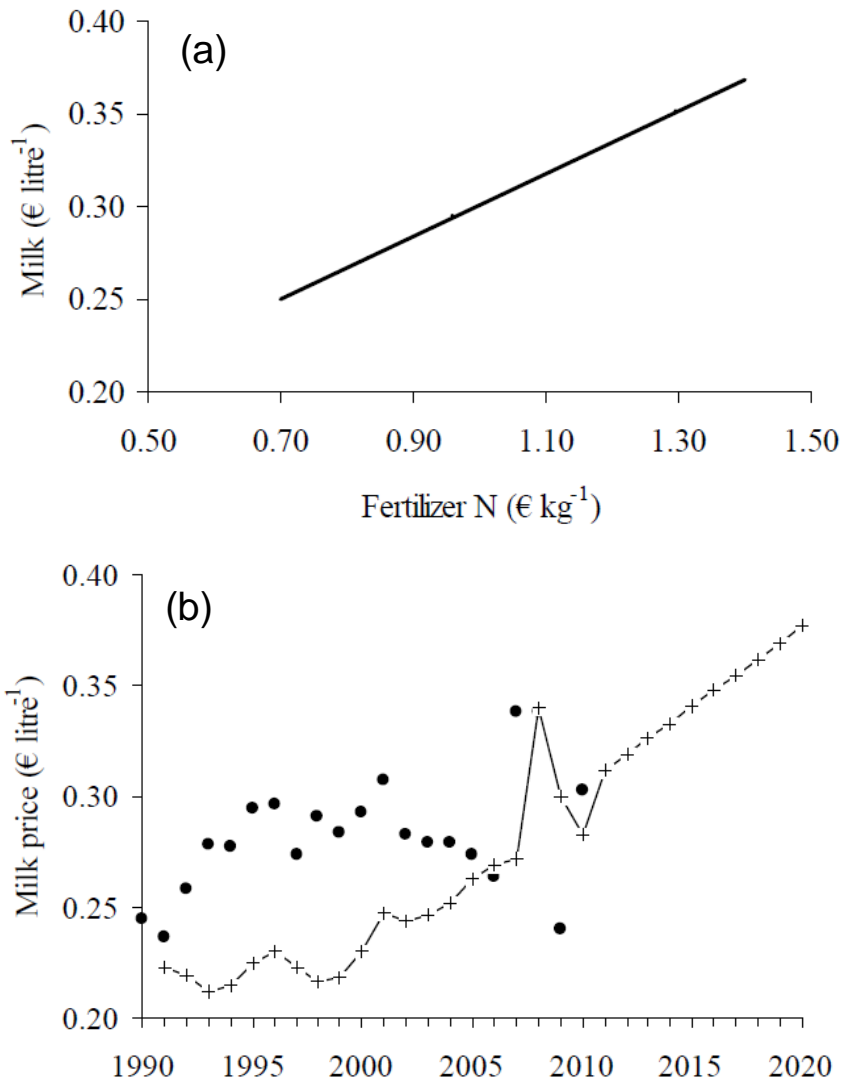 (a)
Milk (€ litre⁻¹)
0.40
0.35
0.30
0.25
0.20
0.50 0.70 0.90 1.10 1.30 1.50
Fertilizer N (€ kg⁻¹)
(b)
Milk price (€ litre⁻¹)
0.40
0.35
0.30
0.25
0.20
1990 1995 2000 2005 2010 2015 2020